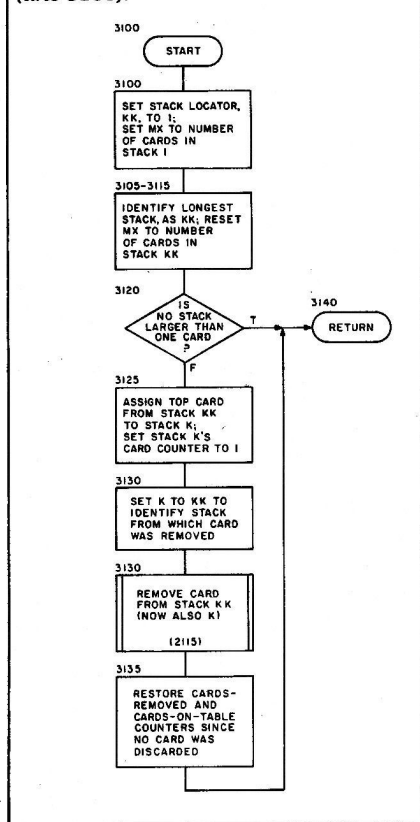 3100
START
3100
SET STACK LOCATOR,
KK, TO 1;
SET MX TO NUMBER
OF CARDS IN
STACK 1
3105-3115
IDENTIFY LONGEST
STACK, AS KK; RESET
MX TO NUMBER
OF CARDS IN
STACK KK
3120
IS
NO STACK
LARGER THAN
ONE CARD
?
T
3140
RETURN
F
3125
ASSIGN TOP CARD
FROM STACK KK
TO STACK K;
SET STACK K'S
CARD COUNTER TO 1
3130
SET K TO KK TO
IDENTIFY STACK
FROM WHICH CARD
WAS REMOVED
3130
REMOVE CARD
FROM STACK KK
(NOW ALSO K)
(2115)
3135
RESTORE CARDS-
REMOVED AND
CARDS-ON-TABLE
COUNTERS SINCE
NO CARD WAS
DISCARDED